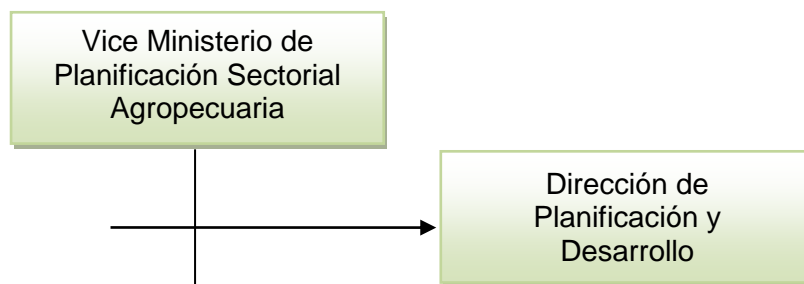 Vice Ministerio de
Planificación Sectorial
Agropecuaria
Dirección de
Planificación y
Desarrollo